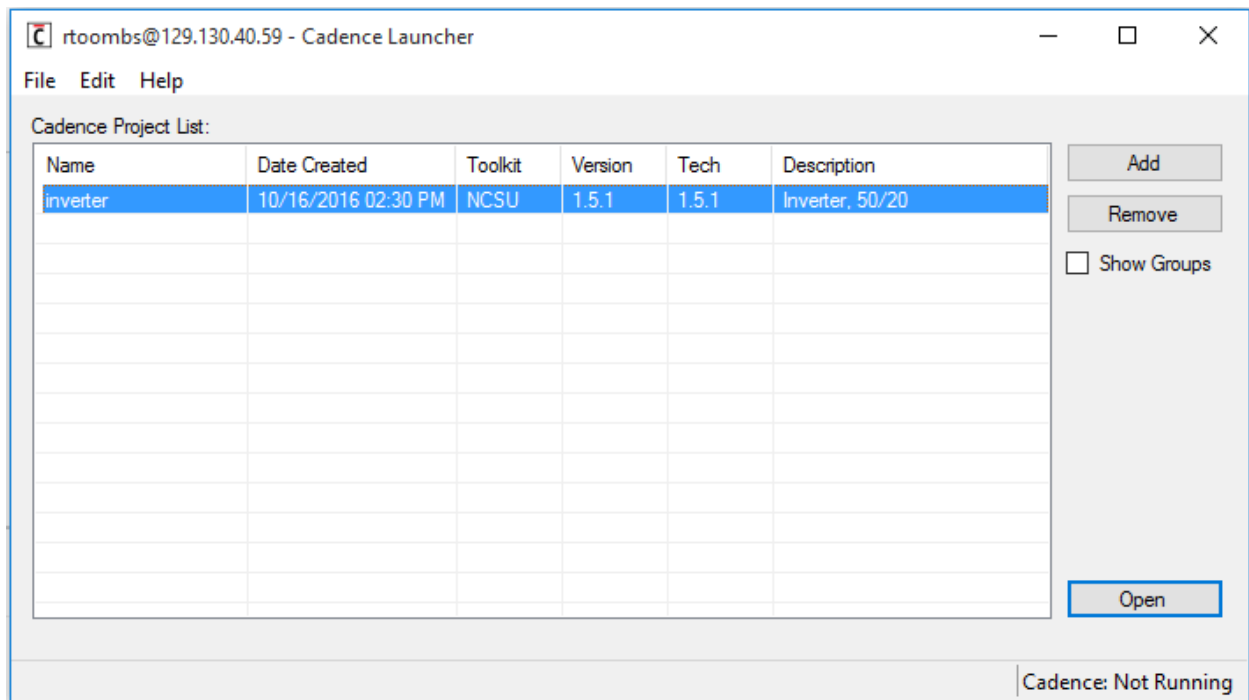 rtoombs@129.130.40.59 - Cadence Launcher
File Edit Help
Cadence Project List:
Name Date Created Toolkit Version Tech Description
inverter 10/16/2016 02:30 PM NCSU 1.5.1 1.5.1 Inverter, 50/20
Add
Remove
Show Groups
Open
Cadence: Not Running